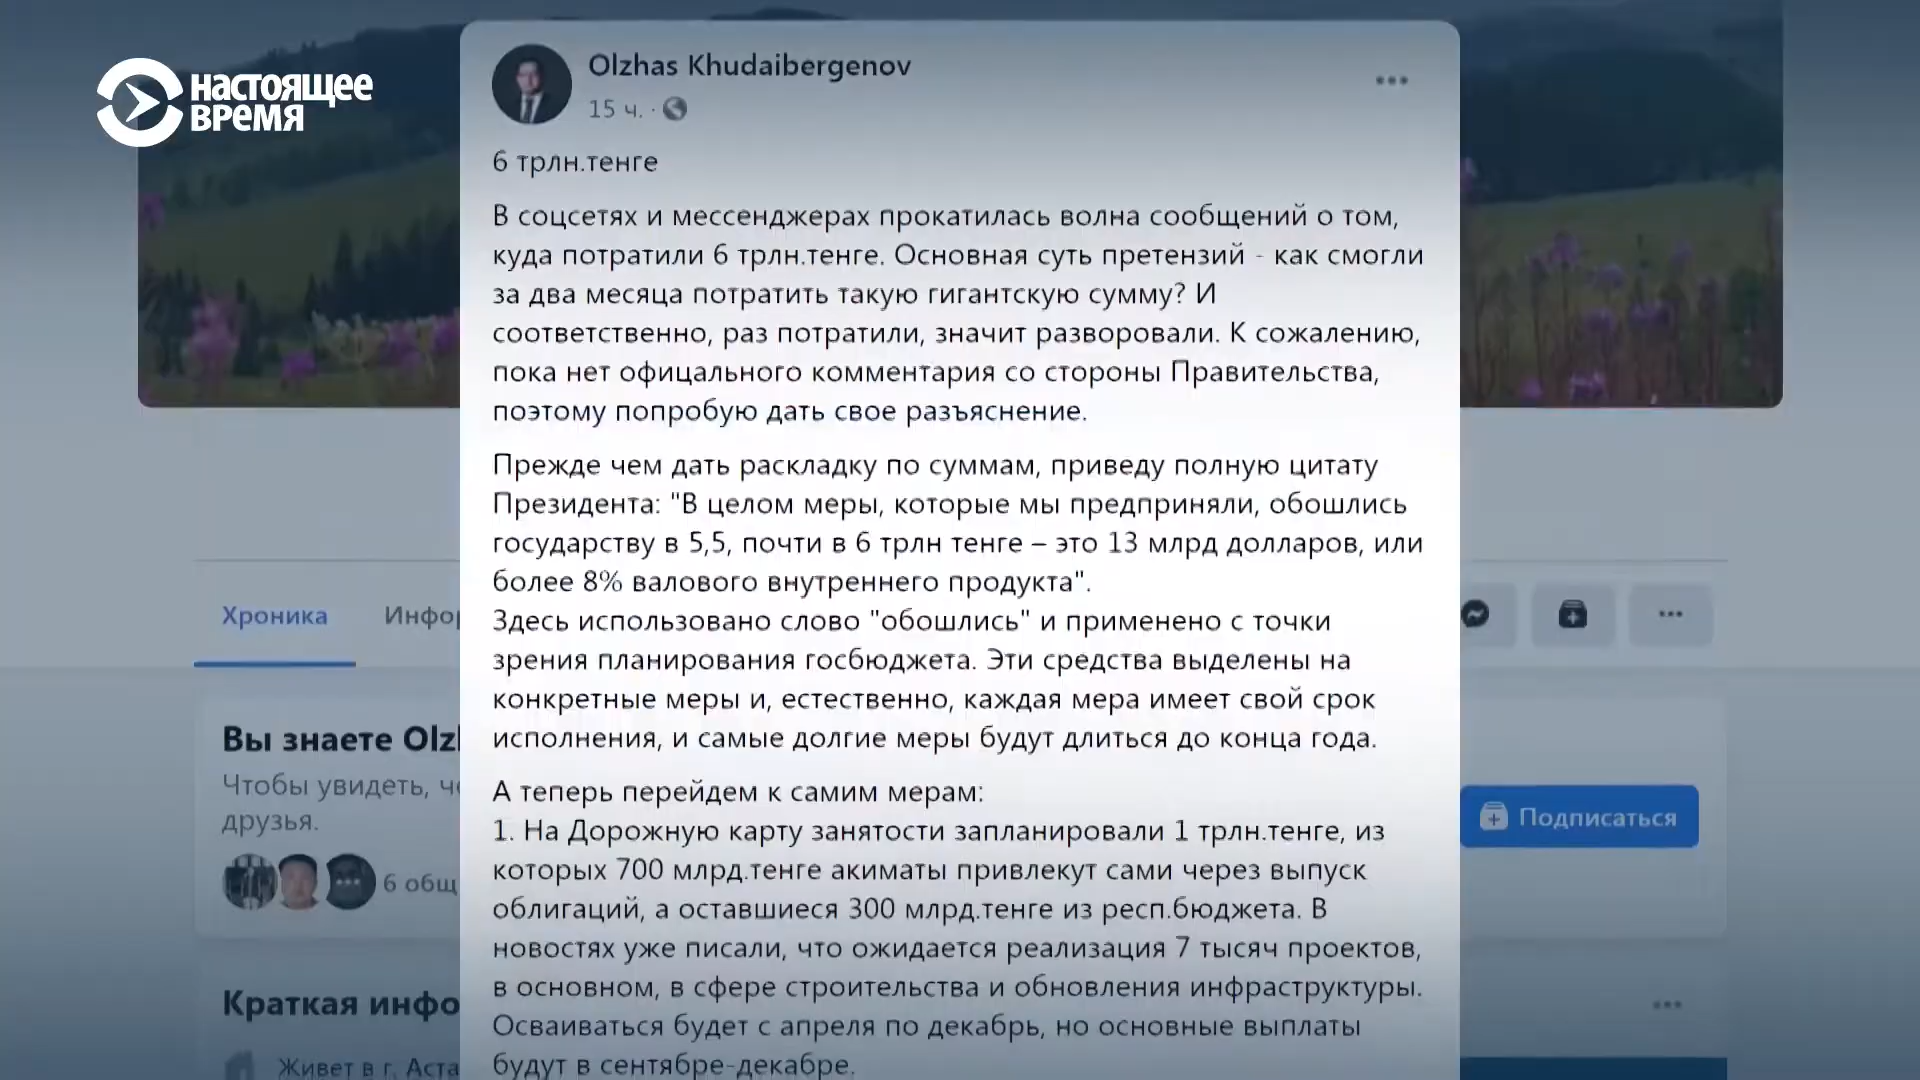 НАСТОЯЩЕЕ
ВРЕМЯ
Olzhas Khudaibergenov
15 ч. ·
6 трлн.тенге
В соцсетях и мессенджерах прокатилась волна сообщений о том,
куда потратили 6 трлн.тенге. Основная суть претензий - как смогли
за два месяца потратить такую гигантскую сумму? И
соответственно, раз потратили, значит разворовали. К сожалению,
пока нет официального комментария со стороны Правительства,
поэтому попробую дать свое разъяснение.
Прежде чем дать раскладку по суммам, приведу полную цитату
Президента: "В целом меры, которые мы предприняли, обошлись
государству в 5,5, почти в 6 трлн тенге – это 13 млрд долларов, или
более 8% валового внутреннего продукта".
Здесь использовано слово "обошлись" и применено с точки
зрения планирования госбюджета. Эти средства выделены на
конкретные меры и, естественно, каждая мера имеет свой срок
исполнения, и самые долгие меры будут длиться до конца года.
А теперь перейдем к самим мерам:
1. На Дорожную карту занятости запланировали 1 трлн.тенге, из
которых 700 млрд.тенге акиматы привлекут сами через выпуск
облигаций, а оставшиеся 300 млрд.тенге из респ.бюджета. В
новостях уже писали, что ожидается реализация 7 тысяч проектов,
в основном, в сфере строительства и обновления инфраструктуры.
Осваиваться будет с апреля по декабрь, но основные выплаты
будут в сентябре-декабре.
Хроника
Инфор
Вы знаете Olz
Чтобы увидеть, че
друзья.
6 общ
Краткая инфо
Живет в г. Аста
Подписаться